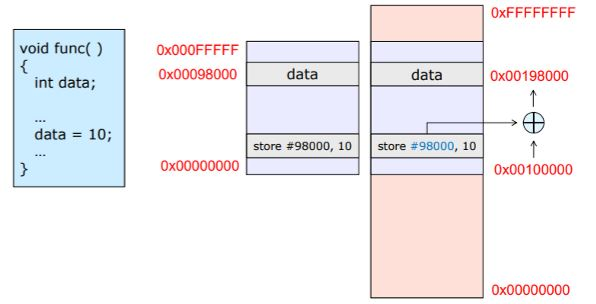 void func( )
{
int data;
...
data = 10;
...
}
0x000FFFFF
0x00098000
data
store #98000, 10
0x00000000
0xFFFFFFFF
data
0x00198000
store #98000, 10
0x00100000
0x00000000